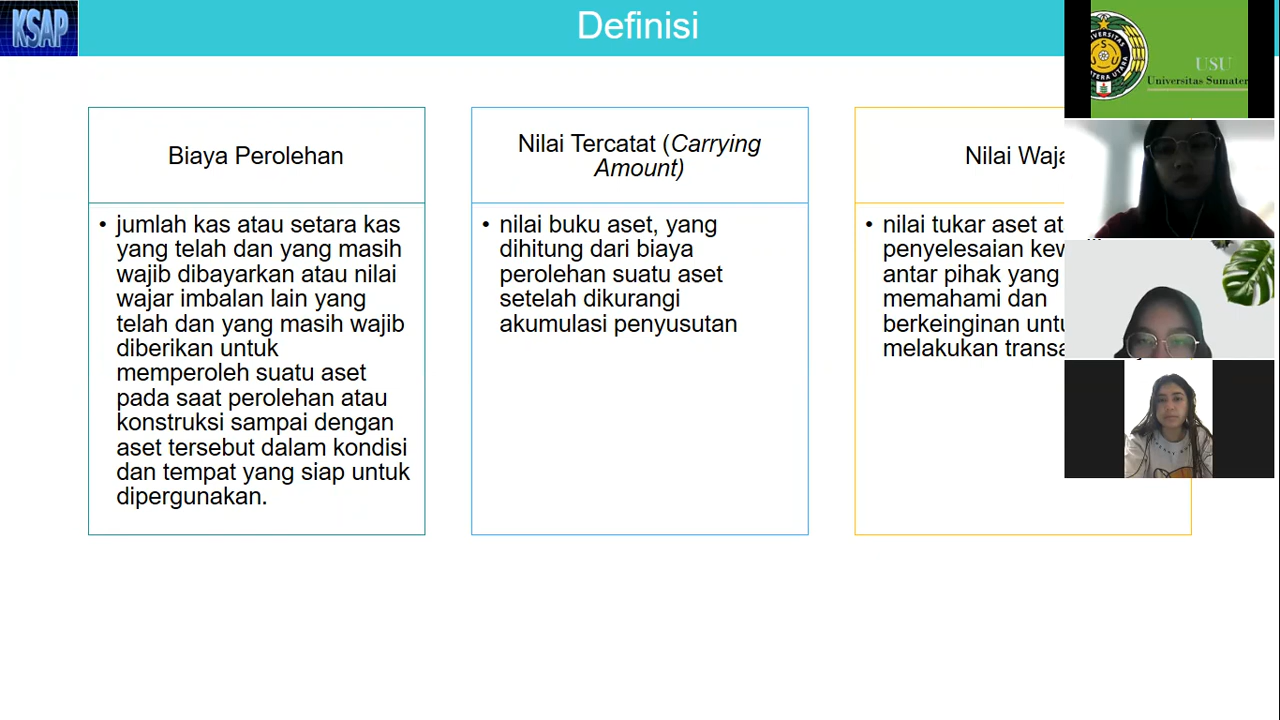 KSAP
Definisi
Biaya Perolehan
• jumlah kas atau setara kas
yang telah dan yang masih
wajib dibayarkan atau nilai
wajar imbalan lain yang
telah dan yang masih wajib
diberikan untuk
memperoleh suatu aset
pada saat perolehan atau
konstruksi sampai dengan
aset tersebut dalam kondisi
dan tempat yang siap untuk
dipergunakan.
Nilai Tercatat (Carrying
Amount)
• nilai buku aset, yang
dihitung dari biaya
perolehan suatu aset
setelah dikurangi
akumulasi penyusutan
Nilai
• nilai tukar aset
penyelesaian
antar pihak yang
memahami dan
berkeinginan
melakukan
USU
Universitas